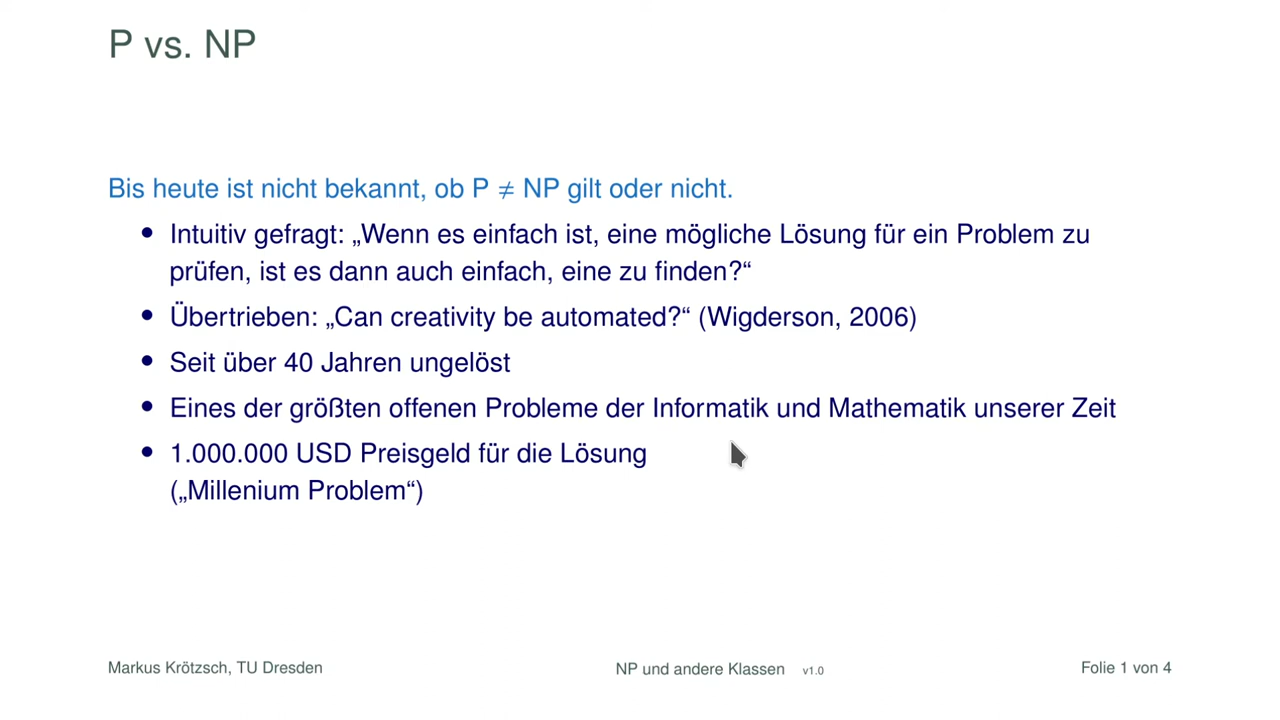 P vs. NP
Bis heute ist nicht bekannt, ob P ≠ NP gilt oder nicht.
• Intuitiv gefragt: „Wenn es einfach ist, eine mögliche Lösung für ein Problem zu
prüfen, ist es dann auch einfach, eine zu finden?“
• Übertrieben: „Can creativity be automated?“ (Wigderson, 2006)
• Seit über 40 Jahren ungelöst
• Eines der größten offenen Probleme der Informatik und Mathematik unserer Zeit
• 1.000.000 USD Preisgeld für die Lösung
(„Millenium Problem“)
Markus Krötzsch, TU Dresden NP und andere Klassen v1.0 Folie 1 von 4